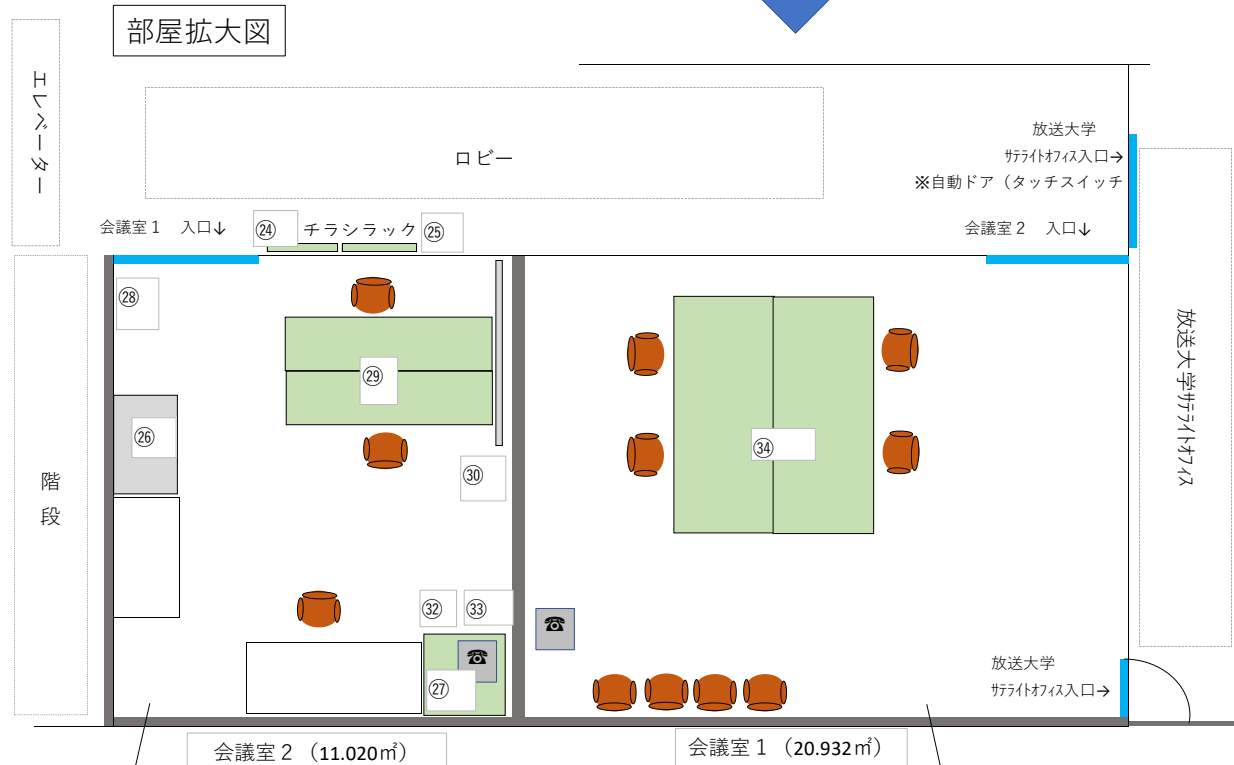 部屋拡大図
エレベーター
ロビー
放送大学
サテライトオフィス入口→
※自動ドア（タッチスイッチ
会議室１　入口↓
㉔
チラシラック
㉕
会議室２　入口↓
㉘
㉙
㉖
㉚
㉞
放送大学サテライトオフィス
階段
㉜
㉝
☎
☎
㉗
放送大学
サテライトオフィス入口→
会議室２（11.020㎡）
会議室１（20.932㎡）